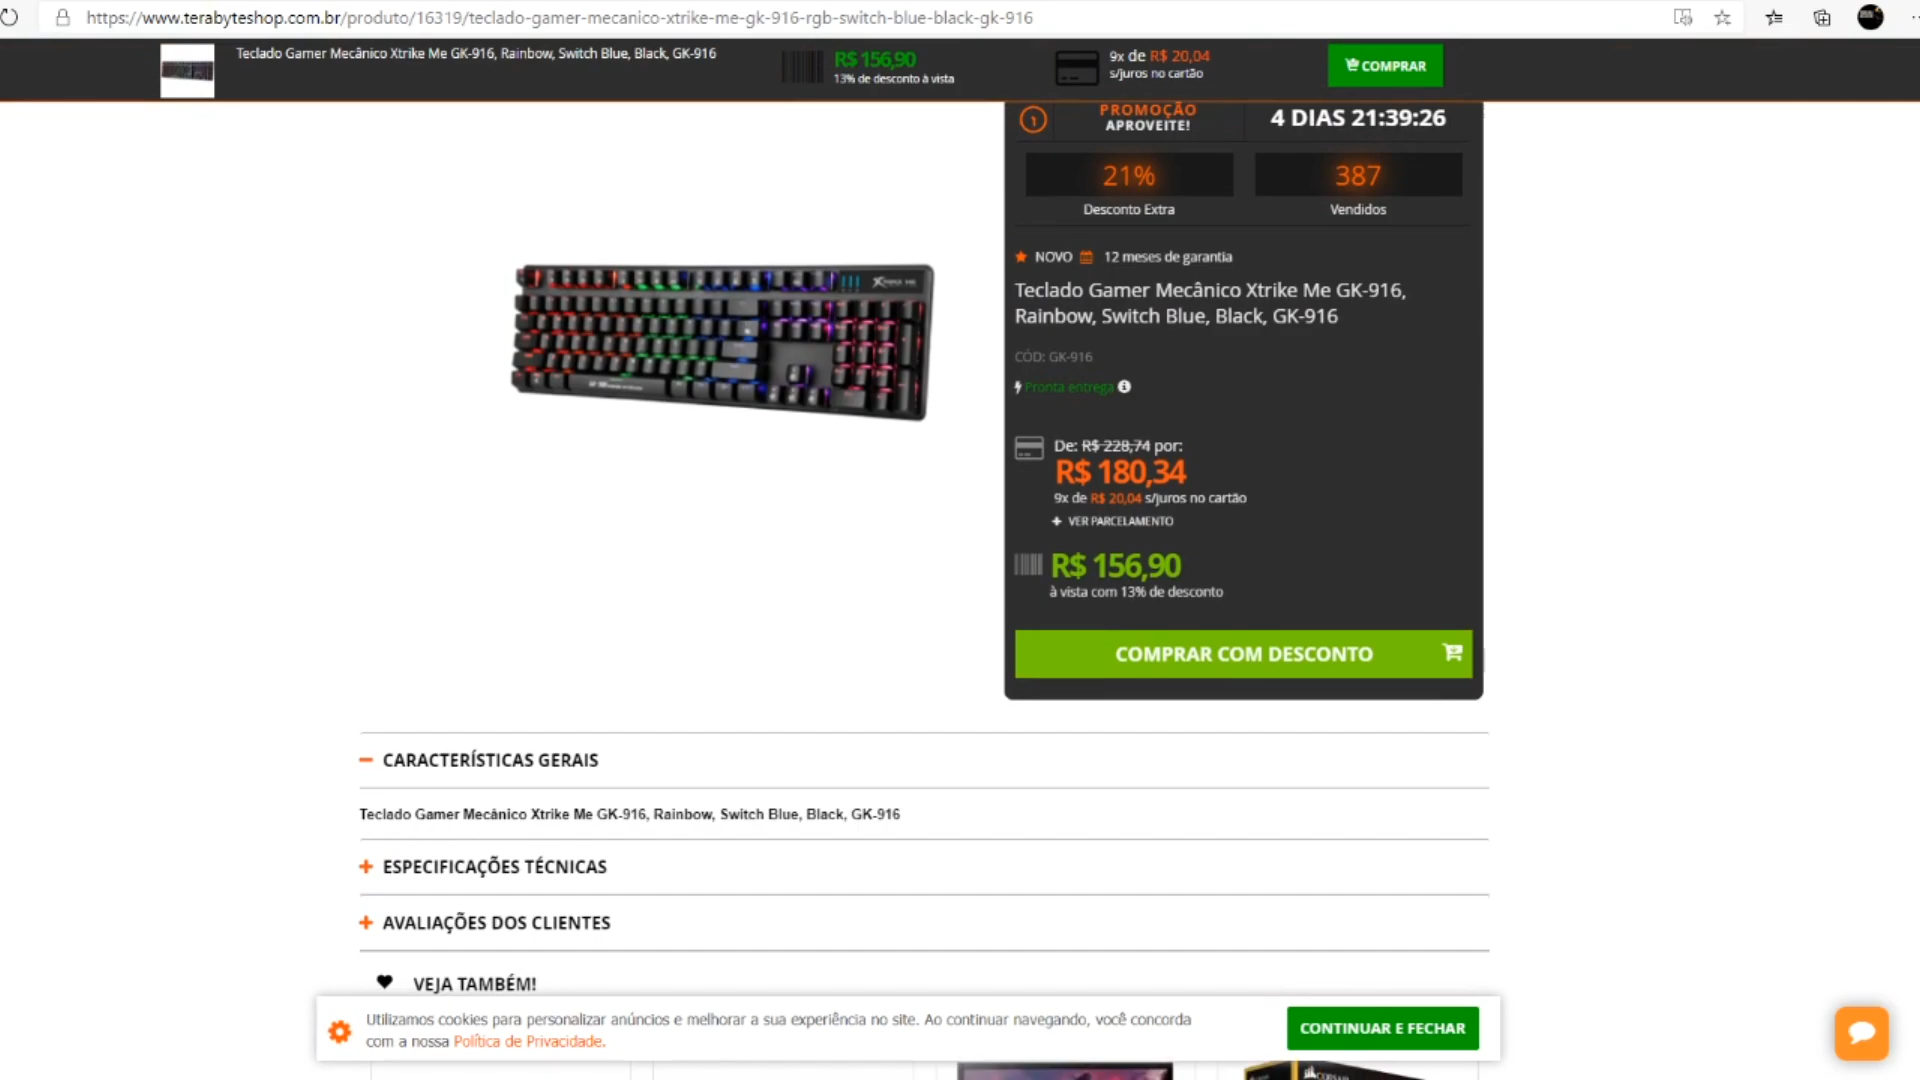 https://www.terabyteshop.com.br/produto/16319/teclado-gamer-mecanico-xtrike-me-gk-916-rgb-switch-blue-black-gk-916
Teclado Gamer Mecânico Xtrike Me GK-916, Rainbow, Switch Blue, Black, GK-916
R$ 156,90
13% de desconto à vista
9x de R$ 20,04
s/juros no cartão
COMPRAR
PROMOÇÃO
APROVEITE!
4 DIAS 21:39:26
21%
Desconto Extra
387
Vendidos
NOVO 12 meses de garantia
Teclado Gamer Mecânico Xtrike Me GK-916,
Rainbow, Switch Blue, Black, GK-916
CÓD: GK-916
Pronta entrega
De: R$ 228,74 por:
R$ 180,34
9x de R$ 20,04 s/juros no cartão
+ VER PARCELAMENTO
R$ 156,90
à vista com 13% de desconto
COMPRAR COM DESCONTO
CARACTERÍSTICAS GERAIS
Teclado Gamer Mecânico Xtrike Me GK-916, Rainbow, Switch Blue, Black, GK-916
ESPECIFICAÇÕES TÉCNICAS
AVALIAÇÕES DOS CLIENTES
VEJA TAMBÉM!
Utilizamos cookies para personalizar anúncios e melhorar a sua experiência no site. Ao continuar navegando, você concorda
com a nossa Política de Privacidade.
CONTINUAR E FECHAR
CORSAIR